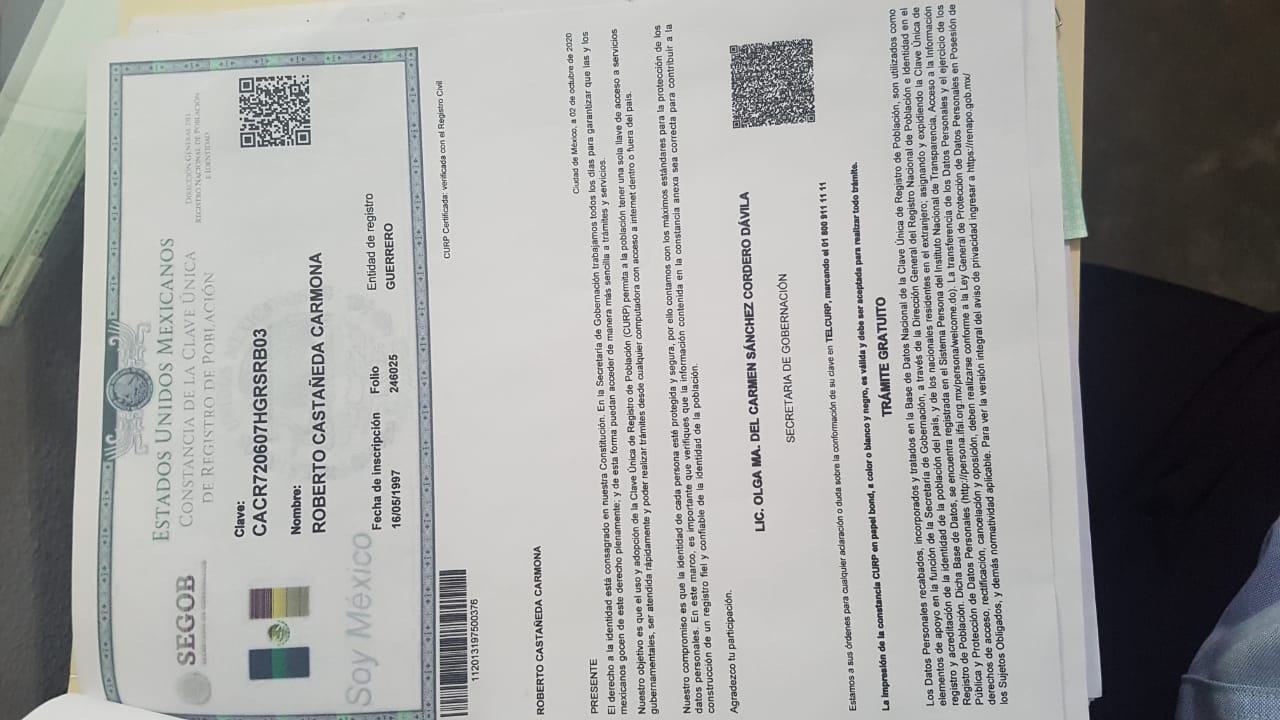 ESTADOS UNIDOS MEXICANOS
CONSTANCIA DE LA CLAVE ÚNICA
DE REGISTRO DE POBLACIÓN
SEGOB
DIRECCIÓN GENERAL DEL
REGISTRO NACIONAL DE POBLACIÓN
E IDENTIDAD
Soy México
Clave:
CACR720607HGRSRB03
Nombre:
ROBERTO CASTAÑEDA CARMONA
Fecha de inscripción Folio Entidad de registro
16/05/1997 246025 GUERRERO
112013197500376
CURP Certificada: verificada con el Registro Civil
ROBERTO CASTAÑEDA CARMONA
Ciudad de México, a 02 de octubre de 2020
PRESENTE
El derecho a la identidad está consagrado en nuestra Constitución. En la Secretaría de Gobernación trabajamos todos los días para garantizar que las y los
mexicanos gocen de este derecho plenamente; y de esta forma puedan acceder de manera más sencilla a trámites y servicios.
Nuestro objetivo es que el uso y adopción de la Clave Única de Registro de Población (CURP) permita a la población tener una sola llave de acceso a servicios
gubernamentales, ser atendida rápidamente y poder realizar trámites desde cualquier computadora con acceso a internet dentro o fuera del país.
Nuestro compromiso es que la identidad de cada persona esté protegida y segura, por ello contamos con los máximos estándares para la protección de los
datos personales. En este marco, es importante que verifiques que la información contenida en la constancia anexa sea correcta para contribuir a la
construcción de un registro fiel y confiable de la identidad de la población.
Agradezco tu participación.
LIC. OLGA MA. DEL CARMEN SÁNCHEZ CORDERO DÁVILA
SECRETARIA DE GOBERNACIÓN
Estamos a sus órdenes para cualquier aclaración o duda sobre la conformación de su clave en TELCURP, marcando el 01 800 911 11 11
La impresión de la constancia CURP en papel bond, a color o blanco y negro, es válida y debe ser aceptada para realizar todo trámite.
TRÁMITE GRATUITO
Los Datos Personales recabados, incorporados y tratados en la Base de Datos Nacional de la Clave Única de Registro de Población, son utilizados como
elementos de apoyo en la función de la Secretaría de Gobernación, a través de la Dirección General del Registro Nacional de Población e Identidad en el
registro y acreditación de la identidad de la población del país, y de los nacionales residentes en el extranjero; asignando y expidiendo la Clave Única de
Registro de Población. Dicha Base de Datos, se encuentra registrada en el Sistema Persona del Instituto Nacional de Transparencia, Acceso a la Información
Pública y Protección de Datos Personales (http://persona.ifai.org.mx/persona/welcome.do). La transferencia de los Datos Personales y el ejercicio de los
derechos de acceso, rectificación, cancelación y oposición, deben realizarse conforme a la Ley General de Protección de Datos Personales en Posesión de
los Sujetos Obligados, y demás normatividad aplicable. Para ver la versión integral del aviso de privacidad ingresar a https://renapo.gob.mx/